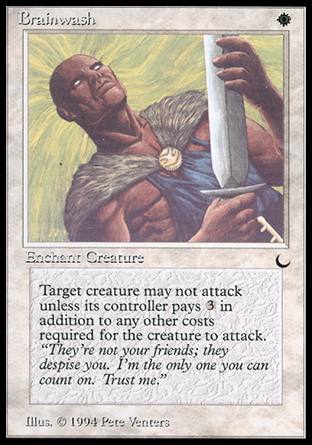 Brainwash
Enchant Creature
Target creature may not attack
unless its controller pays 3 in
addition to any other costs
required for the creature to attack.
"They're not your friends; they
despise you. I'm the only one you can
count on. Trust me."
Illus. © 1994 Pete Venters